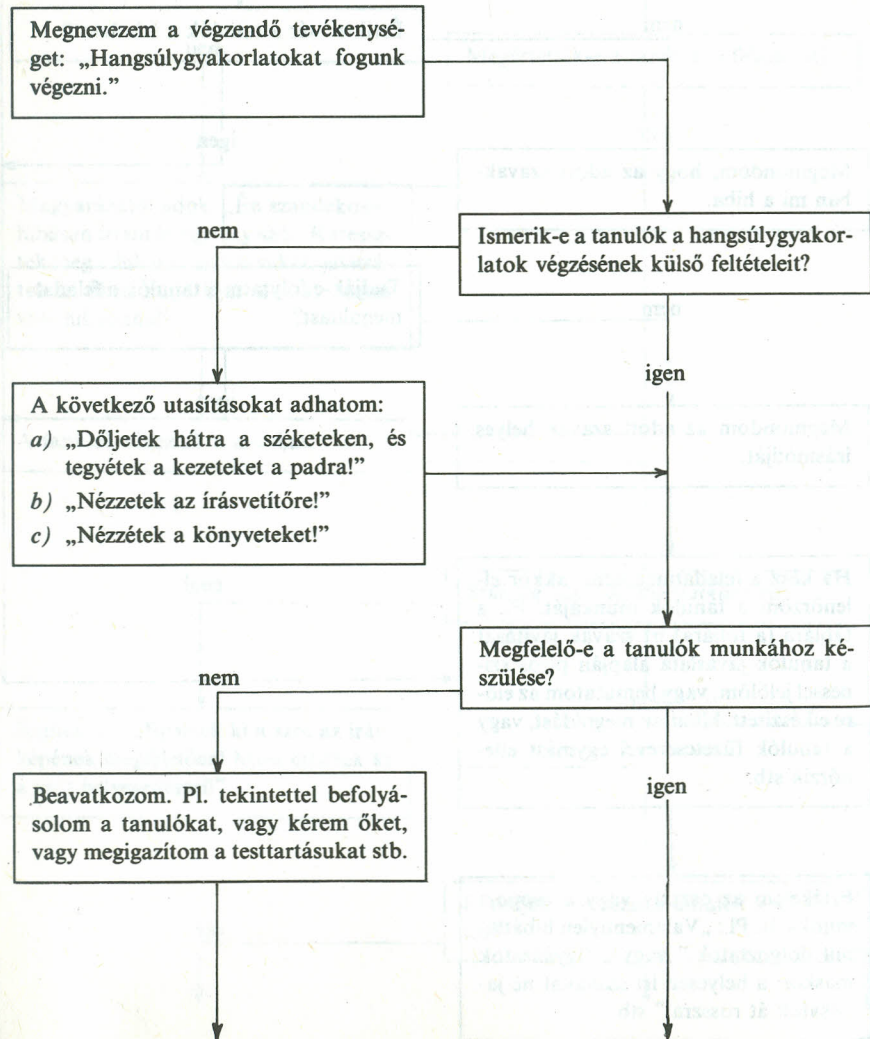 Megnevezem a végzendő tevékenysé-
get: „Hangsúlygyakorlatokat fogunk
végezni.”
Ismerik-e a tanulók a hangsúlygyakor-
latok végzésének külső feltételeit?
nem
igen
A következő utasításokat adhatom:
a) „Dőljetek hátra a széketeken, és
tegyétek a kezeteket a padra!”
b) „Nézzetek az írásvetítőre!”
c) „Nézzétek a könyveteket!”
Megfelelő-e a tanulók munkához ké-
szülése?
nem
igen
Beavatkozom. Pl. tekintettel befolyá-
solom a tanulókat, vagy kérem őket,
vagy megigazítom a testtartásukat stb.